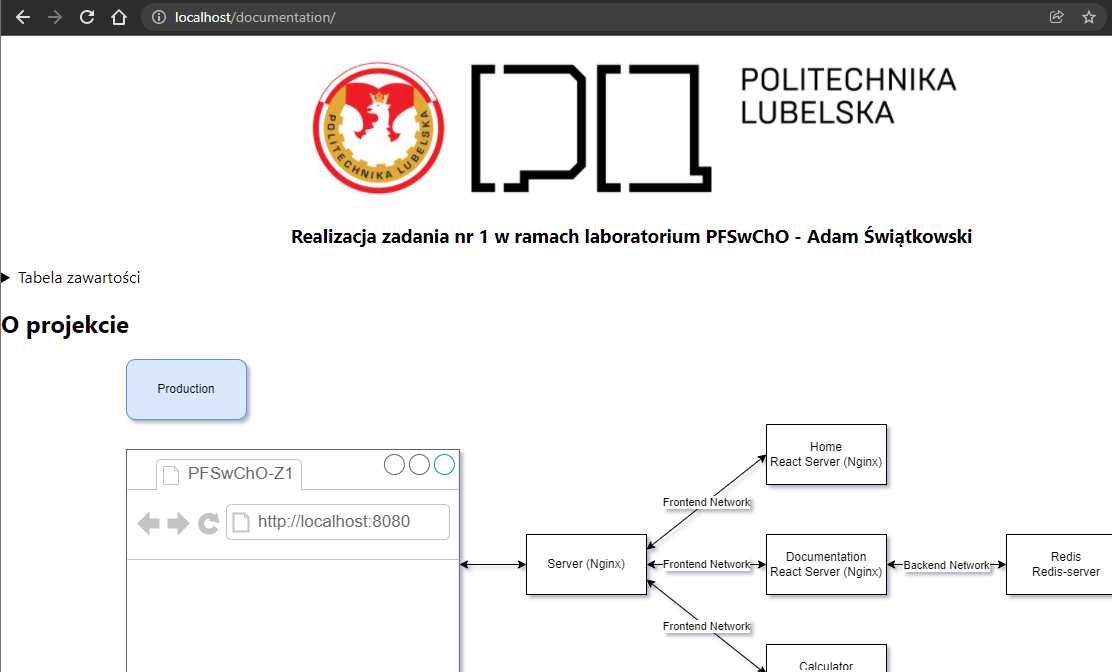 localhost/documentation/
POLITECHNIKA LUBELSKA
POLITECHNIKA
LUBELSKA
Realizacja zadania nr 1 w ramach laboratorium PFSwChO - Adam Świątkowski
Tabela zawartości
O projekcie
Production
PFSwChO-Z1
http://localhost:8080
Server (Nginx)
Frontend Network
Home
React Server (Nginx)
Frontend Network
Documentation
React Server (Nginx)
Backend Network
Redis
Redis-server
Frontend Network
Calculator